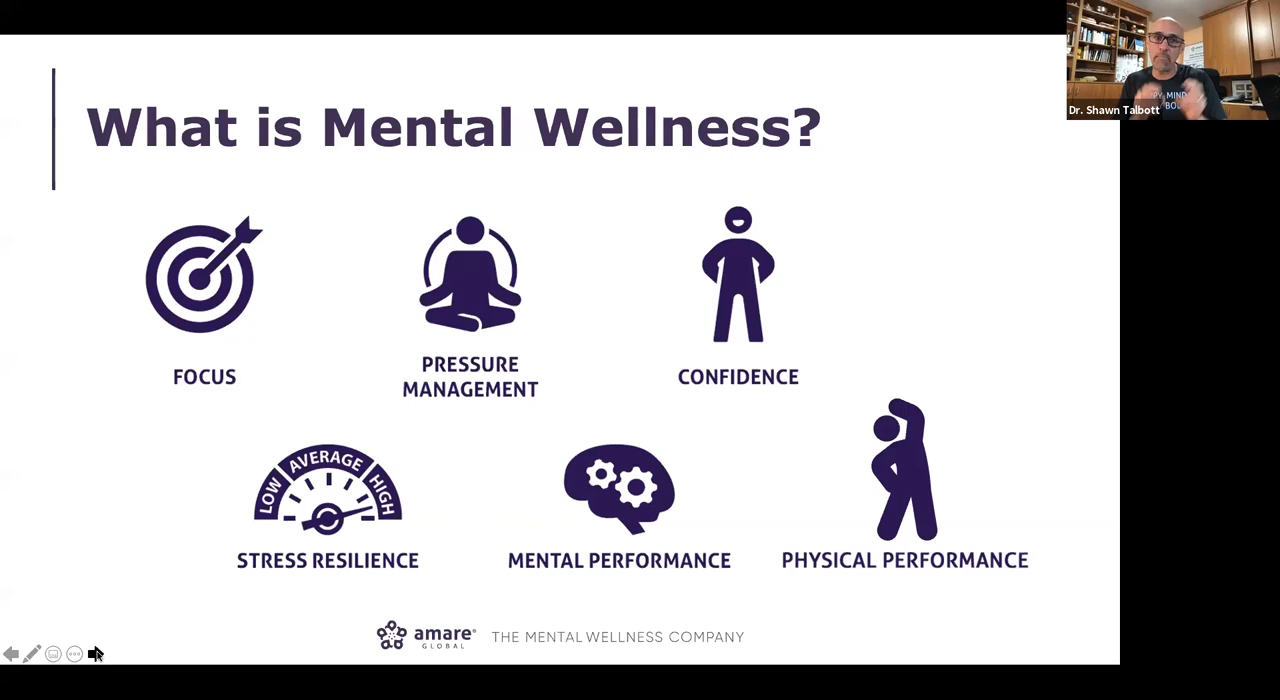 What is Mental Wellness?
Dr. Shawn Talbott
FOCUS
PRESSURE
MANAGEMENT
CONFIDENCE
LOW AVERAGE HIGH
STRESS RESILIENCE
MENTAL PERFORMANCE
PHYSICAL PERFORMANCE
amare®
GLOBAL
THE MENTAL WELLNESS COMPANY